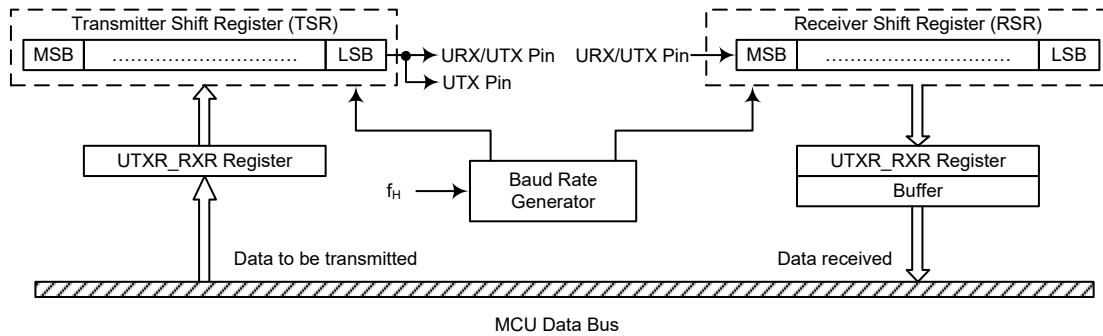 Transmitter Shift Register (TSR)
MSB ................................ LSB
URX/UTX Pin
UTX Pin
UTXR_RXR Register
Data to be transmitted
fH
Baud Rate
Generator
Receiver Shift Register (RSR)
URX/UTX Pin
MSB ................................ LSB
UTXR_RXR Register
Buffer
Data received
MCU Data Bus